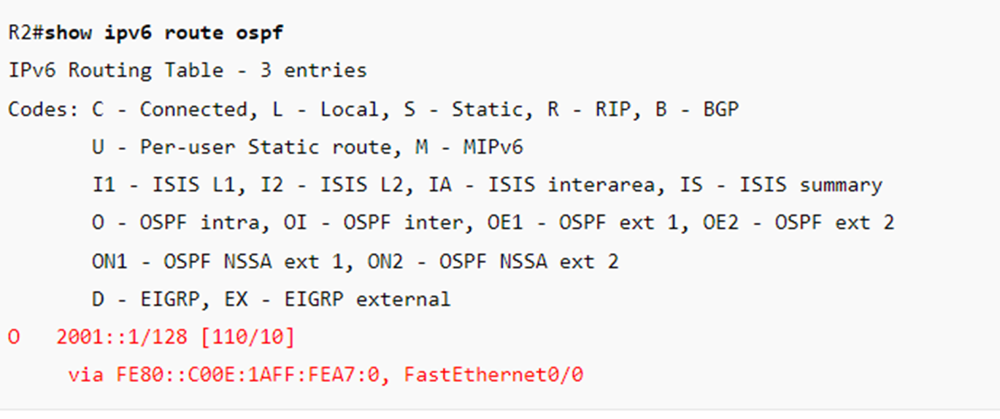 R2#show ipv6 route ospf
IPv6 Routing Table - 3 entries
Codes: C - Connected, L - Local, S - Static, R - RIP, B - BGP
U - Per-user Static route, M - MIPv6
I1 - ISIS L1, I2 - ISIS L2, IA - ISIS interarea, IS - ISIS summary
O - OSPF intra, OI - OSPF inter, OE1 - OSPF ext 1, OE2 - OSPF ext 2
ON1 - OSPF NSSA ext 1, ON2 - OSPF NSSA ext 2
D - EIGRP, EX - EIGRP external
O 2001::1/128 [110/10]
via FE80::C00E:1AFF:FEA7:0, FastEthernet0/0